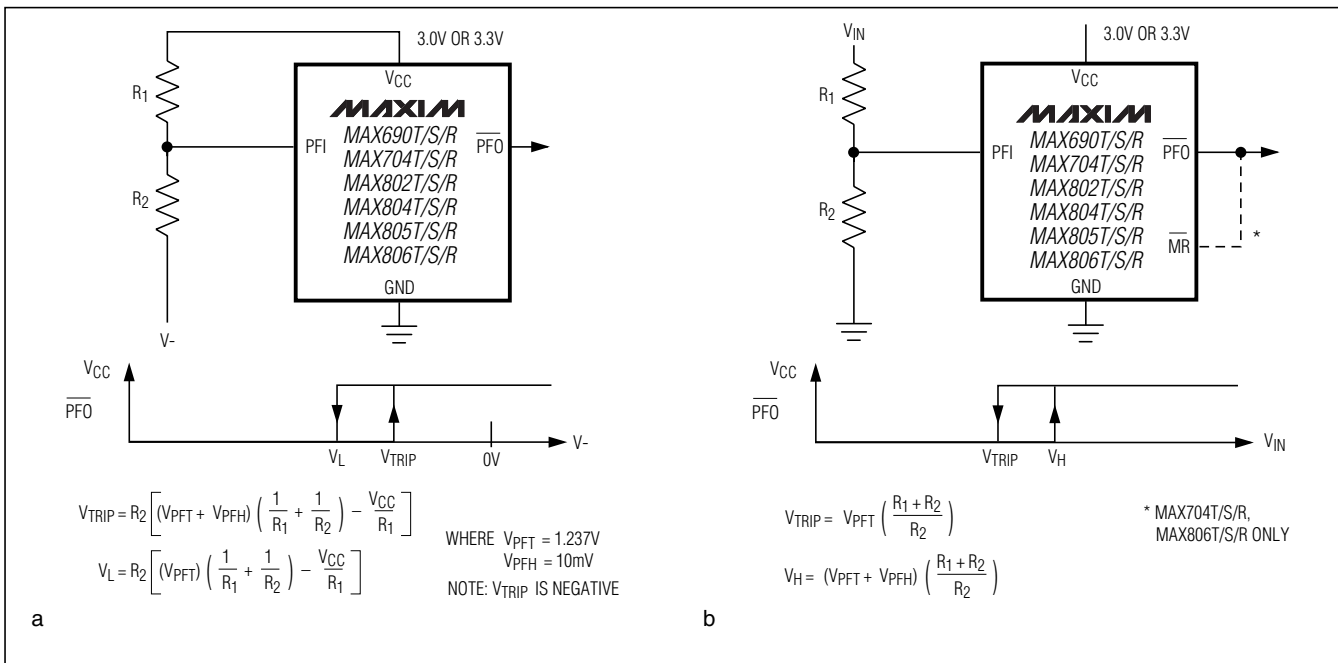 3.0V OR 3.3V
VCC
R1
MAXIM
MAX690T/S/R
MAX704T/S/R
MAX802T/S/R
MAX804T/S/R
MAX805T/S/R
MAX806T/S/R
PFI
PFO
R2
GND
V-
VCC
PFO
VL
VTRIP
0V
V-
VTRIP = R2 [(VPFT + VPFH) (1/R1 + 1/R2) – VCC/R1]
VL = R2 [(VPFT) (1/R1 + 1/R2) – VCC/R1]
WHERE VPFT = 1.237V
VPFH = 10mV
NOTE: VTRIP IS NEGATIVE
a
VIN
3.0V OR 3.3V
VCC
R1
MAXIM
MAX690T/S/R
MAX704T/S/R
MAX802T/S/R
MAX804T/S/R
MAX805T/S/R
MAX806T/S/R
PFI
PFO
R2
MR
*
GND
VCC
PFO
VTRIP
VH
VIN
VTRIP = VPFT (R1 + R2/R2)
VH = (VPFT + VPFH) (R1 + R2/R2)
* MAX704T/S/R,
MAX806T/S/R ONLY
b